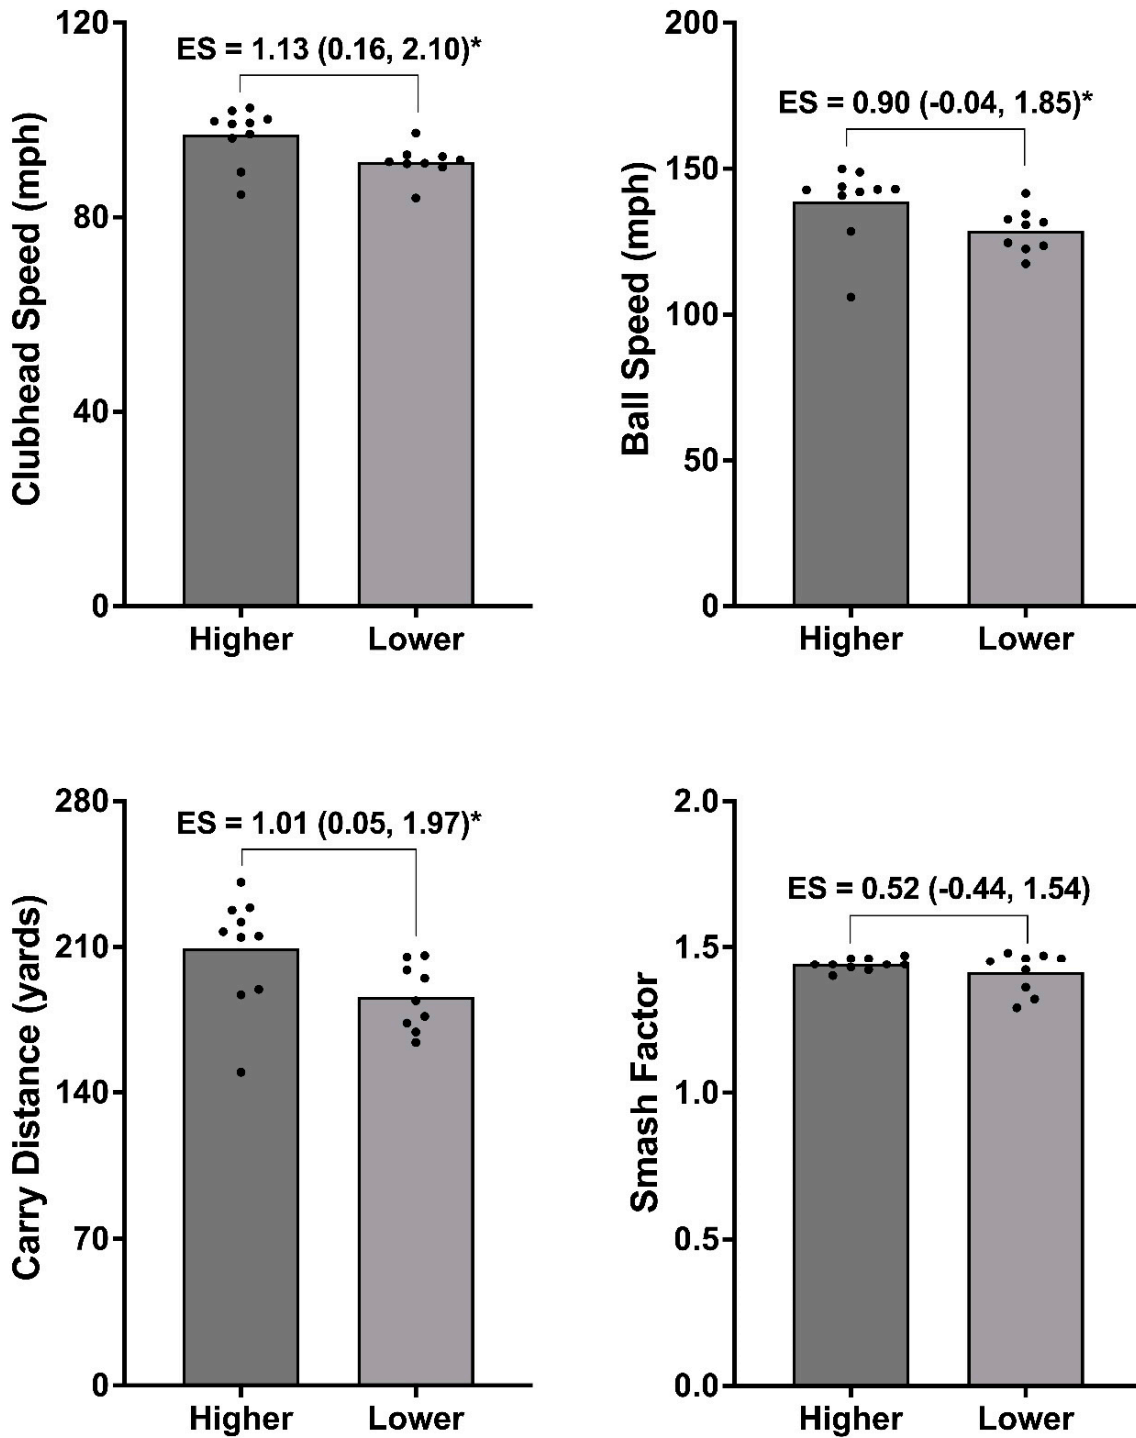 120
ES = 1.13 (0.16, 2.10)*
80
40
0
Clubhead Speed (mph)
Higher Lower
200
ES = 0.90 (-0.04, 1.85)*
150
100
50
0
Ball Speed (mph)
Higher Lower
280
ES = 1.01 (0.05, 1.97)*
210
140
70
0
Carry Distance (yards)
Higher Lower
2.0
ES = 0.52 (-0.44, 1.54)
1.5
1.0
0.5
0.0
Smash Factor
Higher Lower